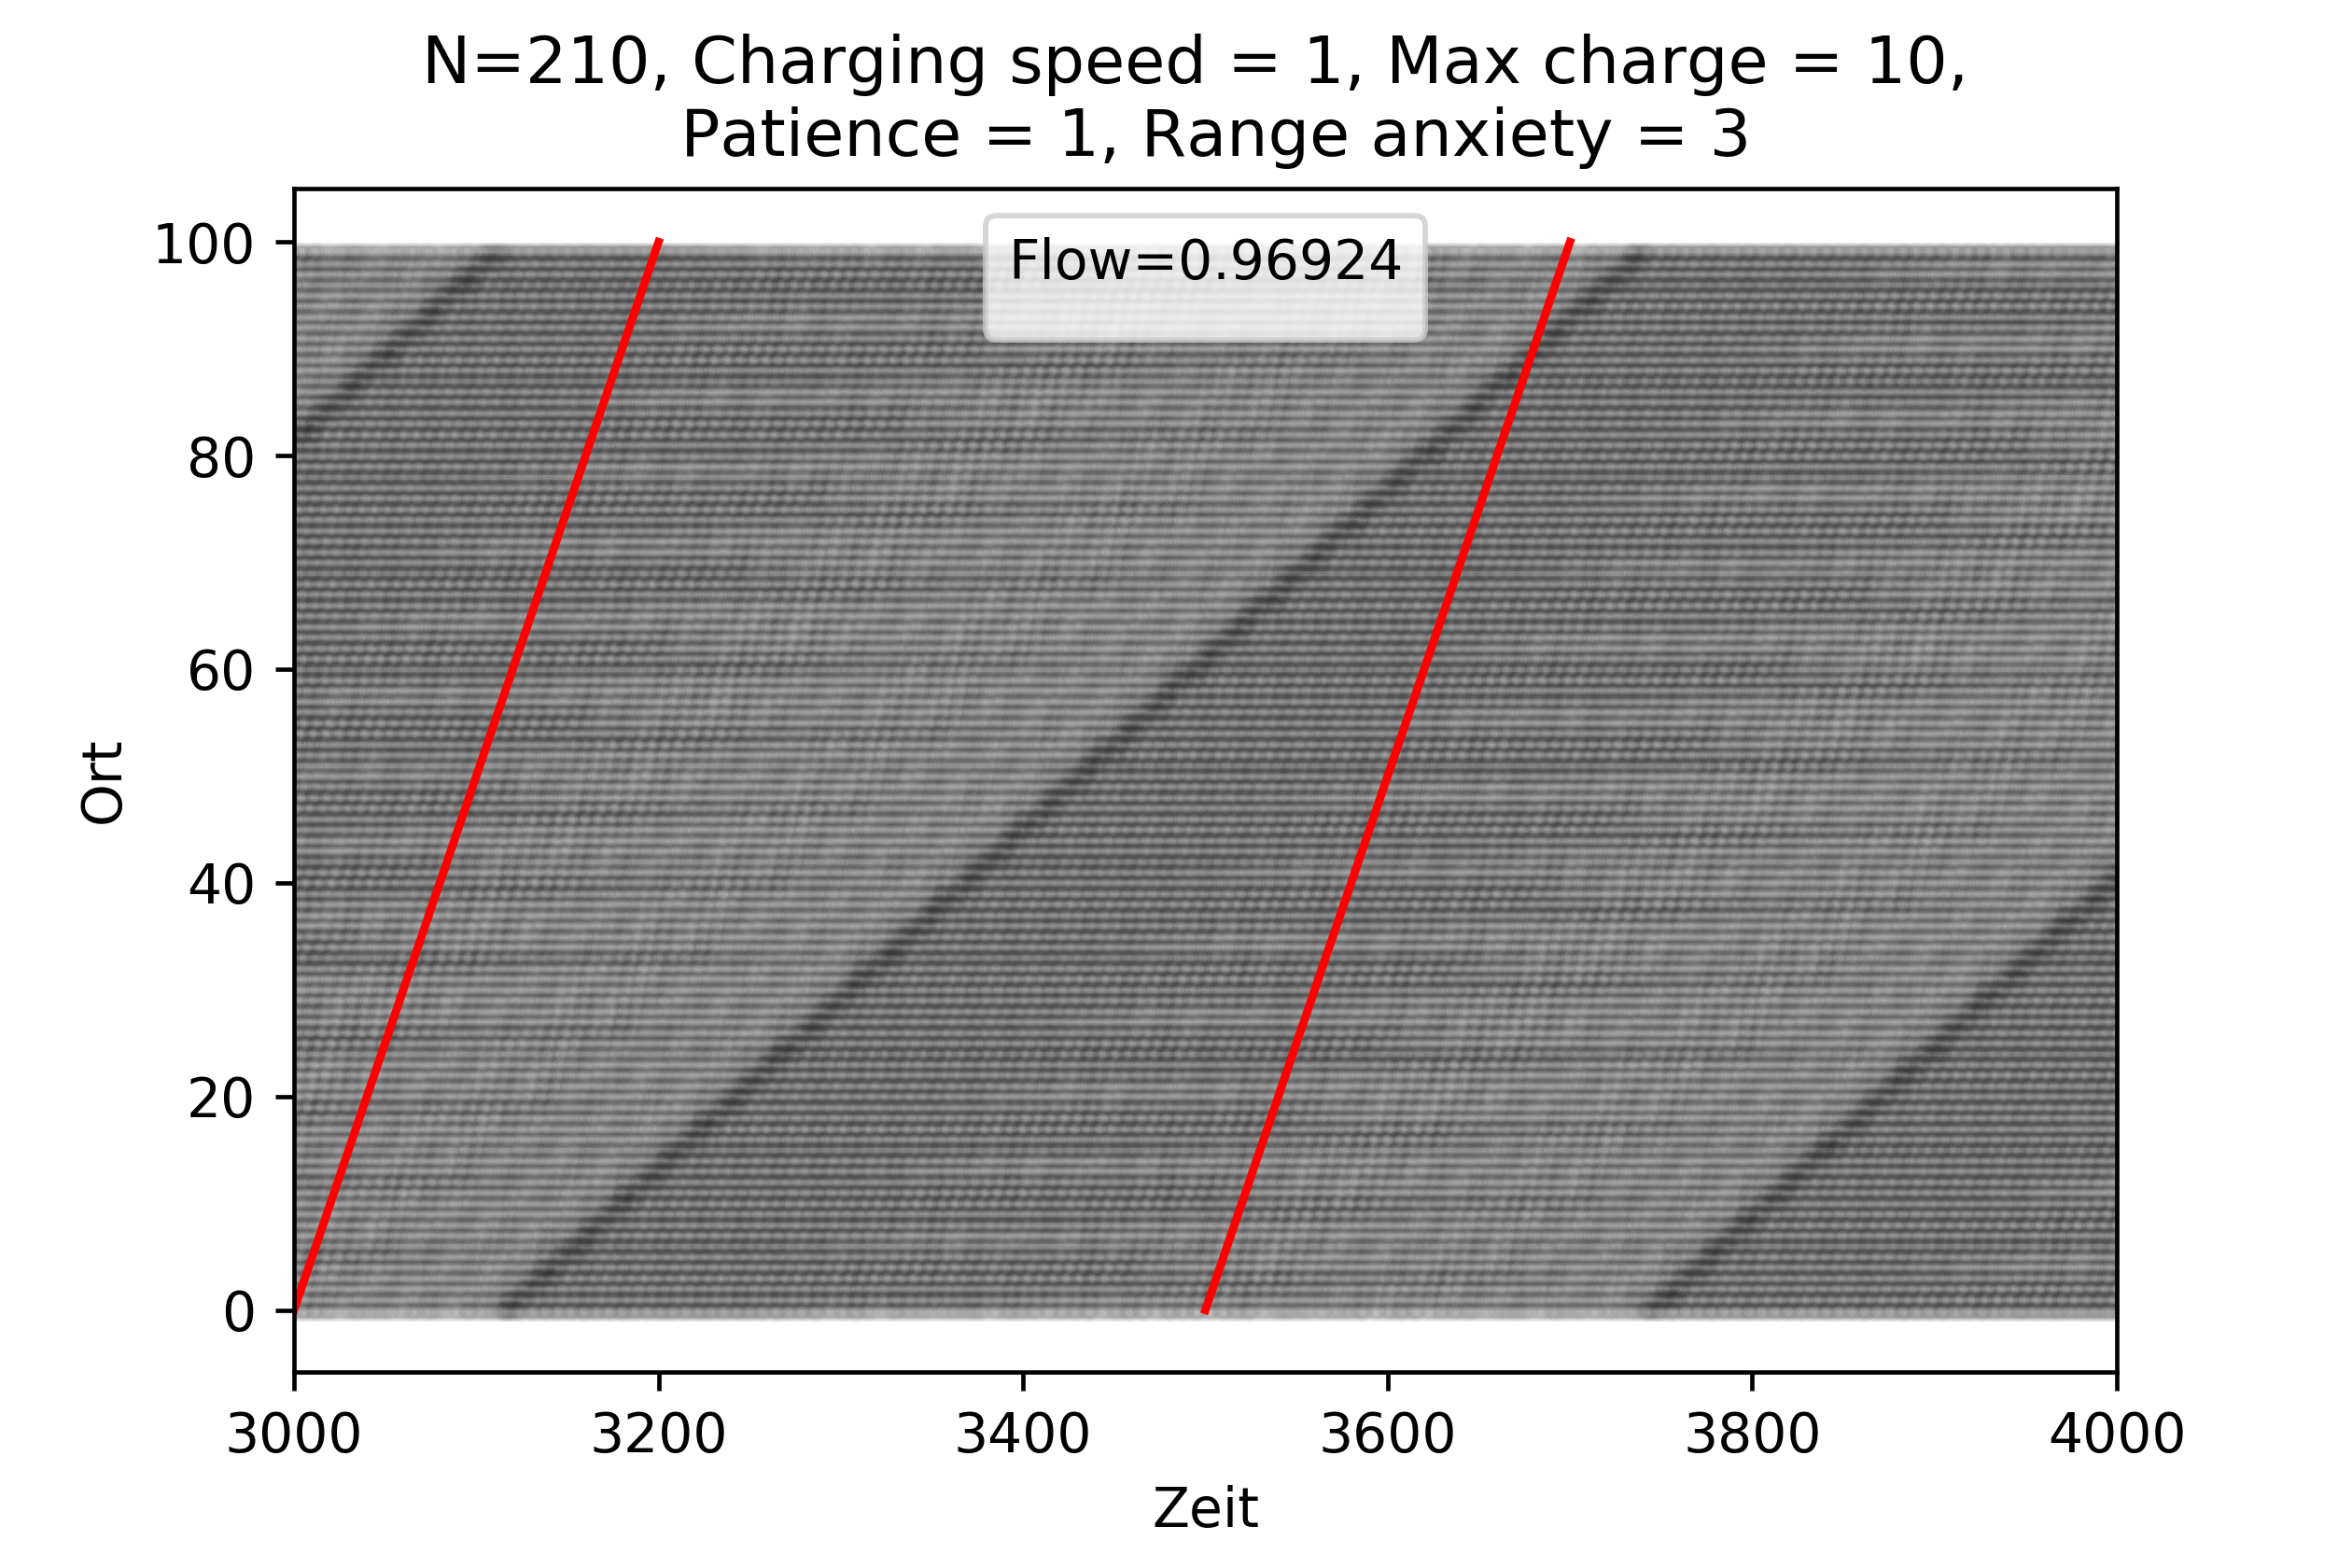 N=210, Charging speed = 1, Max charge = 10,
Patience = 1, Range anxiety = 3
Flow=0.96924
100
80
60
40
20
0
Ort
3000 3200 3400 3600 3800 4000
Zeit